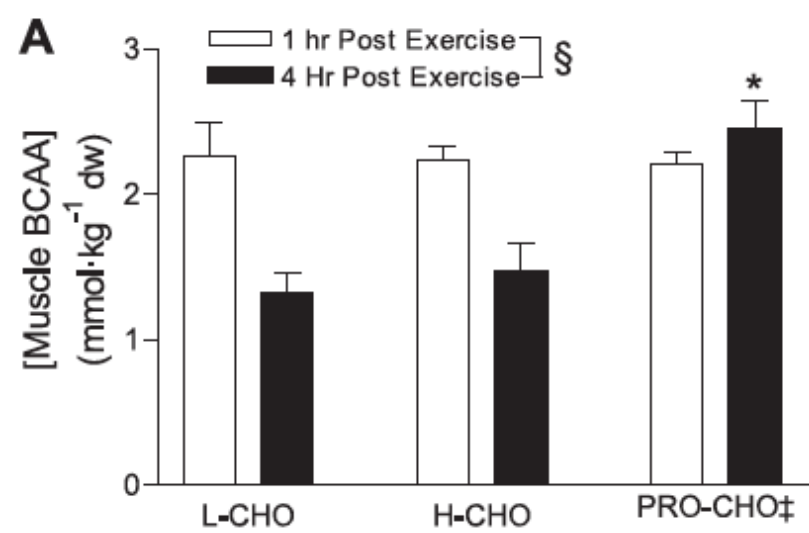 A
1 hr Post Exercise
4 Hr Post Exercise
§
*
[Muscle BCAA]
(mmol·kg⁻¹ dw)
3
2
1
0
L-CHO
H-CHO
PRO-CHO‡